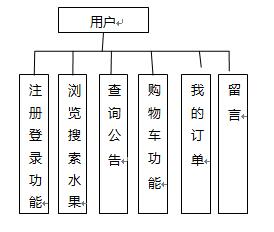 用户
注册登录功能
浏览搜索水果
查询公告
购物车功能
我的订单
留言